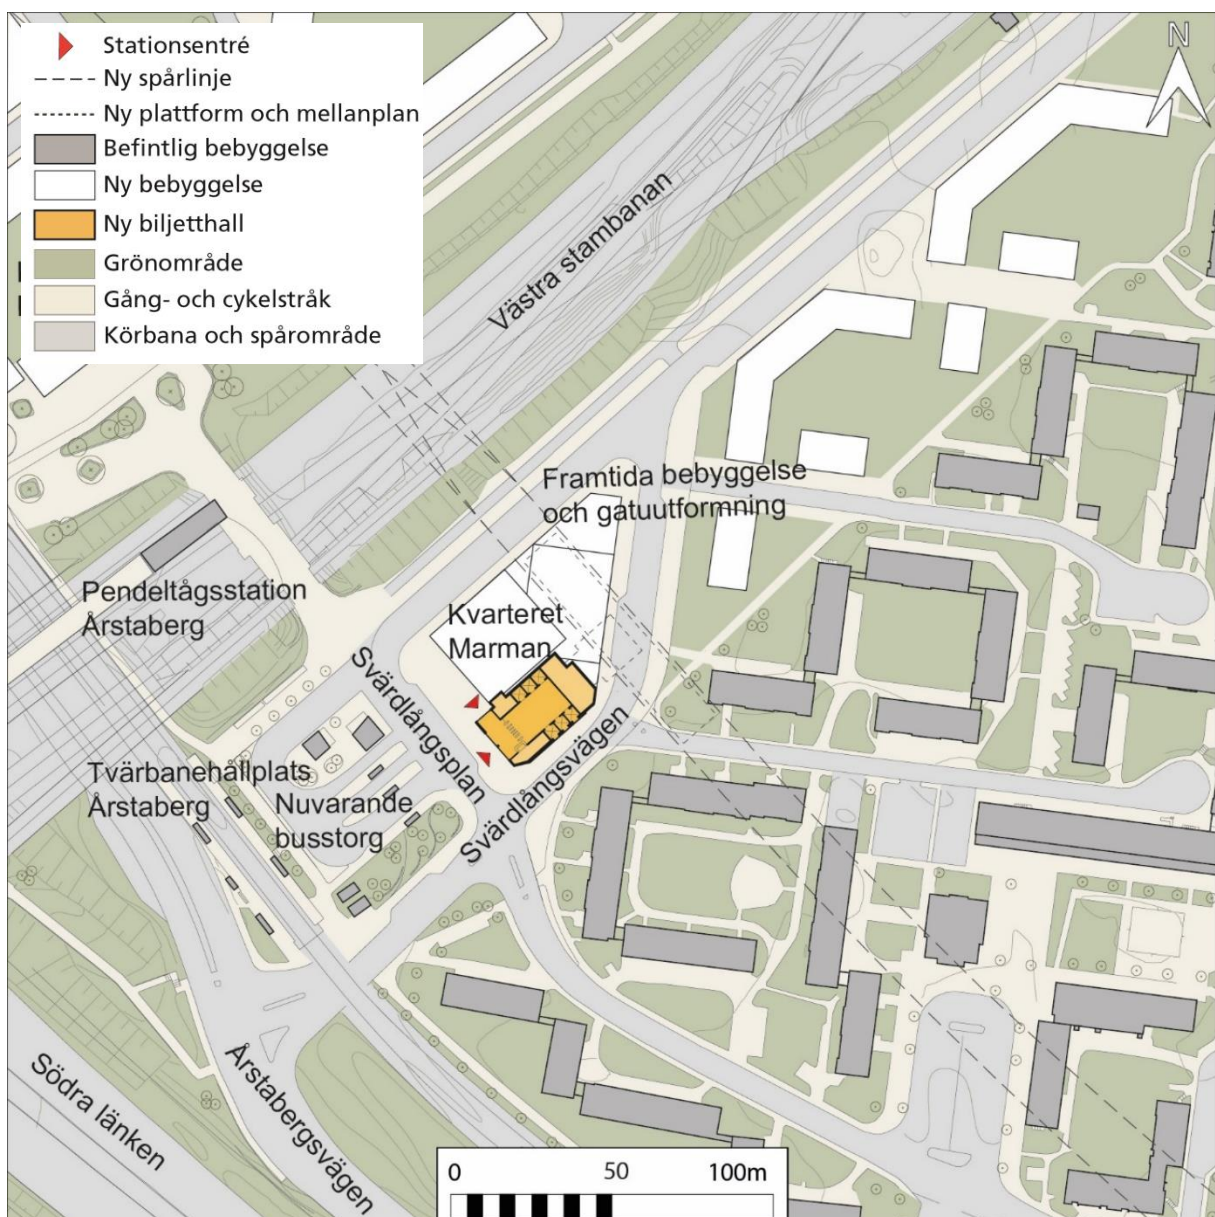 Stationsentré
Ny spårlinje
Ny plattform och mellanplan
Befintlig bebyggelse
Ny bebyggelse
Ny biljetthall
Grönområde
Gång- och cykelstråk
Körbana och spårområde
N
Västra stambanan
Framtida bebyggelse
och gatuutformning
Pendeltågsstation
Årstaberg
Kvarteret
Marman
Svärdlångsplan
Svärdlångsvägen
Tvärbanehållplats
Årstaberg
Nuvarande
busstorg
Södra länken
Årstabergsvägen
0 50 100m